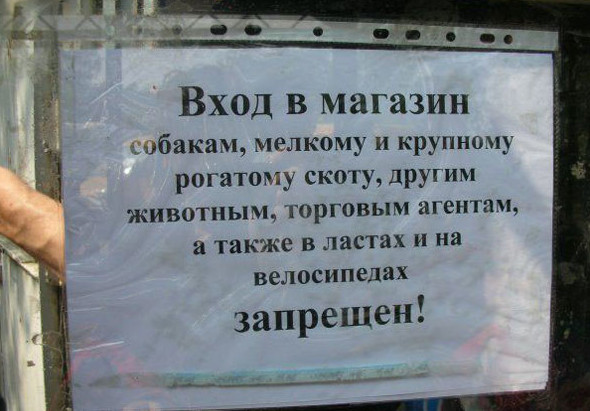 Вход в магазин
собакам, мелкому и крупному
рогатому скоту, другим
животным, торговым агентам,
а также в ластах и на
велосипедах
запрещен!